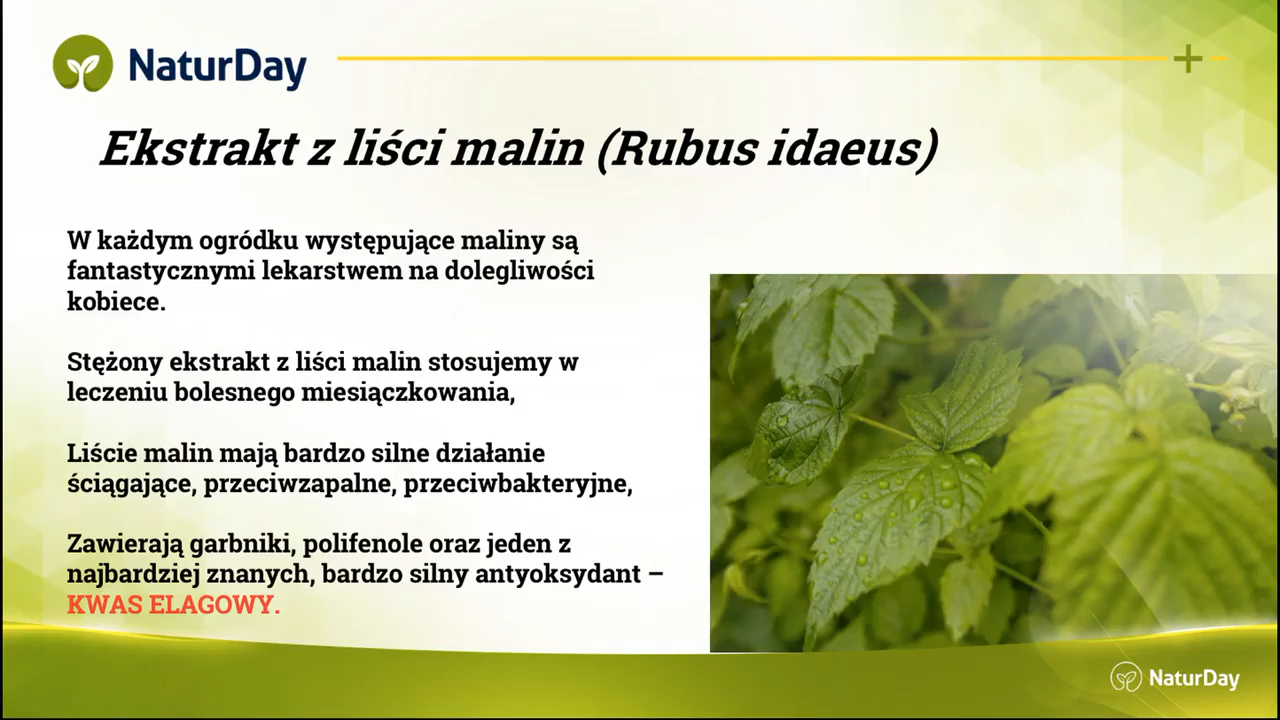 NaturDay
Ekstrakt z liści malin (Rubus idaeus)
W każdym ogródku występujące maliny są
fantastycznymi lekarstwem na dolegliwości
kobiece.
Stężony ekstrakt z liści malin stosujemy w
leczeniu bolesnego miesiączkowania,
Liście malin mają bardzo silne działanie
ściągające, przeciwzapalne, przeciwbakteryjne,
Zawierają garbniki, polifenole oraz jeden z
najbardziej znanych, bardzo silny antyoksydant –
KWAS ELAGOWY.
NaturDay